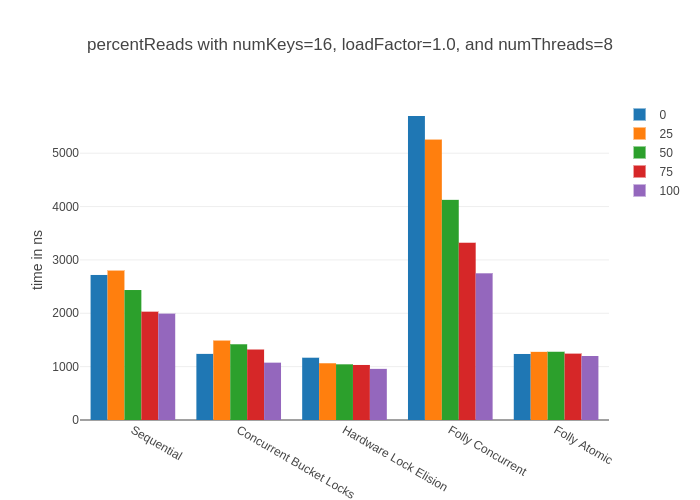 percentReads with numKeys=16, loadFactor=1.0, and numThreads=8
0
25
50
75
100
time in ns
5000
4000
3000
2000
1000
0
Sequential
Concurrent Bucket Locks
Hardware Lock Elision
Folly Concurrent
Folly Atomic